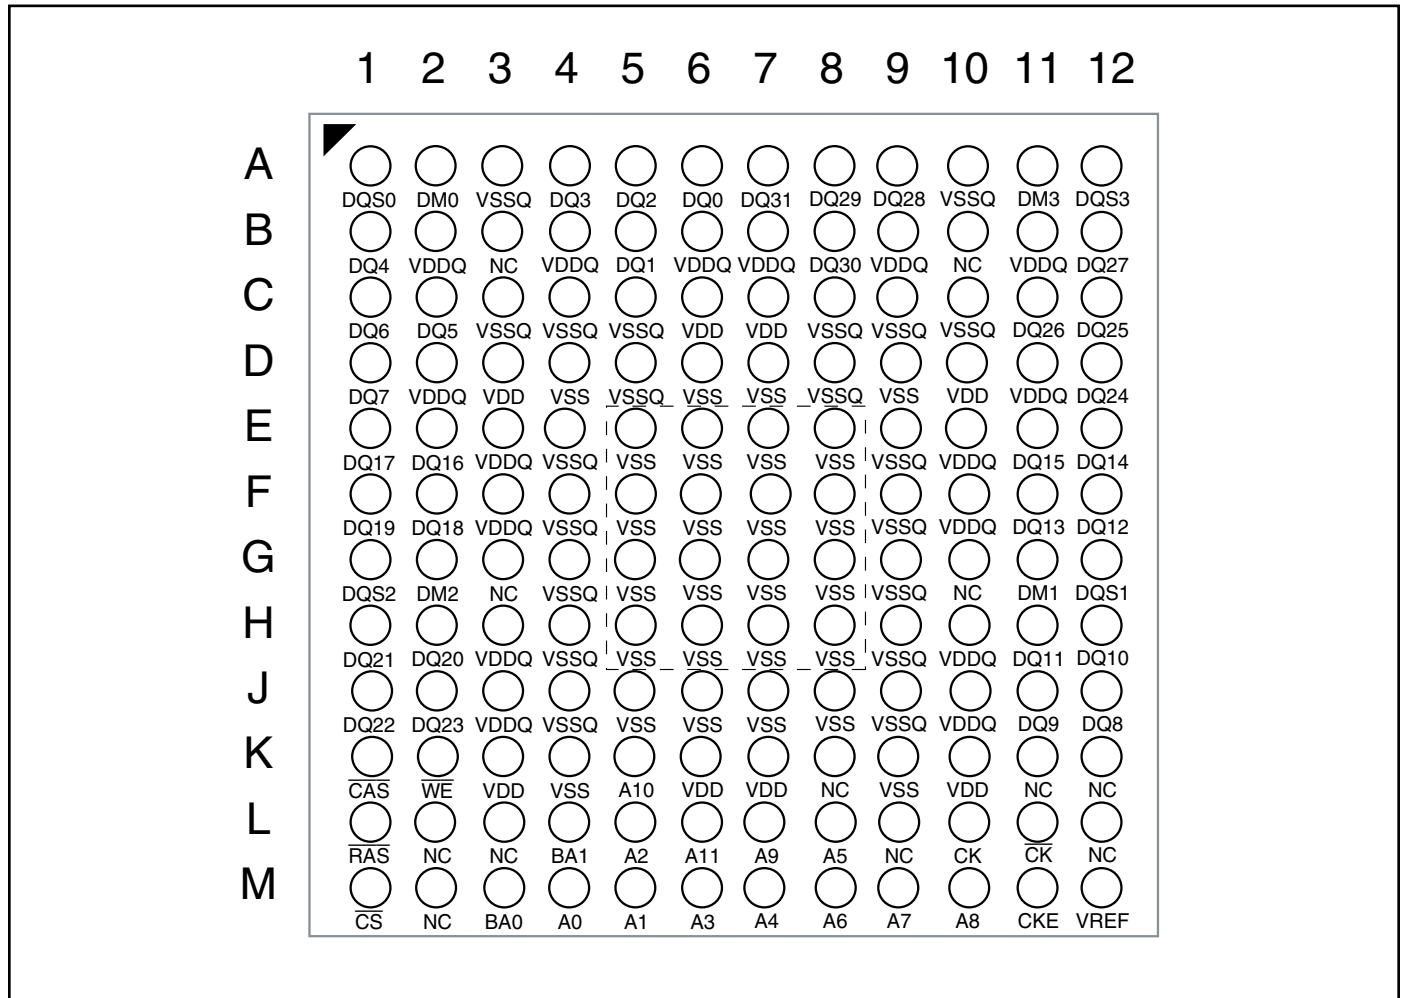 1 2 3 4 5 6 7 8 9 10 11 12
A
DQS0 DM0 VSSQ DQ3 DQ2 DQ0 DQ31 DQ29 DQ28 VSSQ DM3 DQS3
B
DQ4 VDDQ NC VDDQ DQ1 VDDQ VDDQ DQ30 VDDQ NC VDDQ DQ27
C
DQ6 DQ5 VSSQ VSSQ VSSQ VDD VDD VSSQ VSSQ VSSQ DQ26 DQ25
D
DQ7 VDDQ VDD VSS VSSQ VSS VSS VSSQ VSS VDD VDDQ DQ24
E
DQ17 DQ16 VDDQ VSSQ VSS VSS VSS VSS VSSQ VDDQ DQ15 DQ14
F
DQ19 DQ18 VDDQ VSSQ VSS VSS VSS VSS VSSQ VDDQ DQ13 DQ12
G
DQS2 DM2 NC VSSQ VSS VSS VSS VSS VSSQ NC DM1 DQS1
H
DQ21 DQ20 VDDQ VSSQ VSS VSS VSS VSS VSSQ VDDQ DQ11 DQ10
J
DQ22 DQ23 VDDQ VSSQ VSS VSS VSS VSS VSSQ VDDQ DQ9 DQ8
K
C̅A̅S̅ W̅E̅ VDD VSS A10 VDD VDD NC VSS VDD NC NC
L
R̅A̅S̅ NC NC BA1 A2 A11 A9 A5 NC CK C̅K̅ NC
M
C̅S̅ NC BA0 A0 A1 A3 A4 A6 A7 A8 CKE VREF